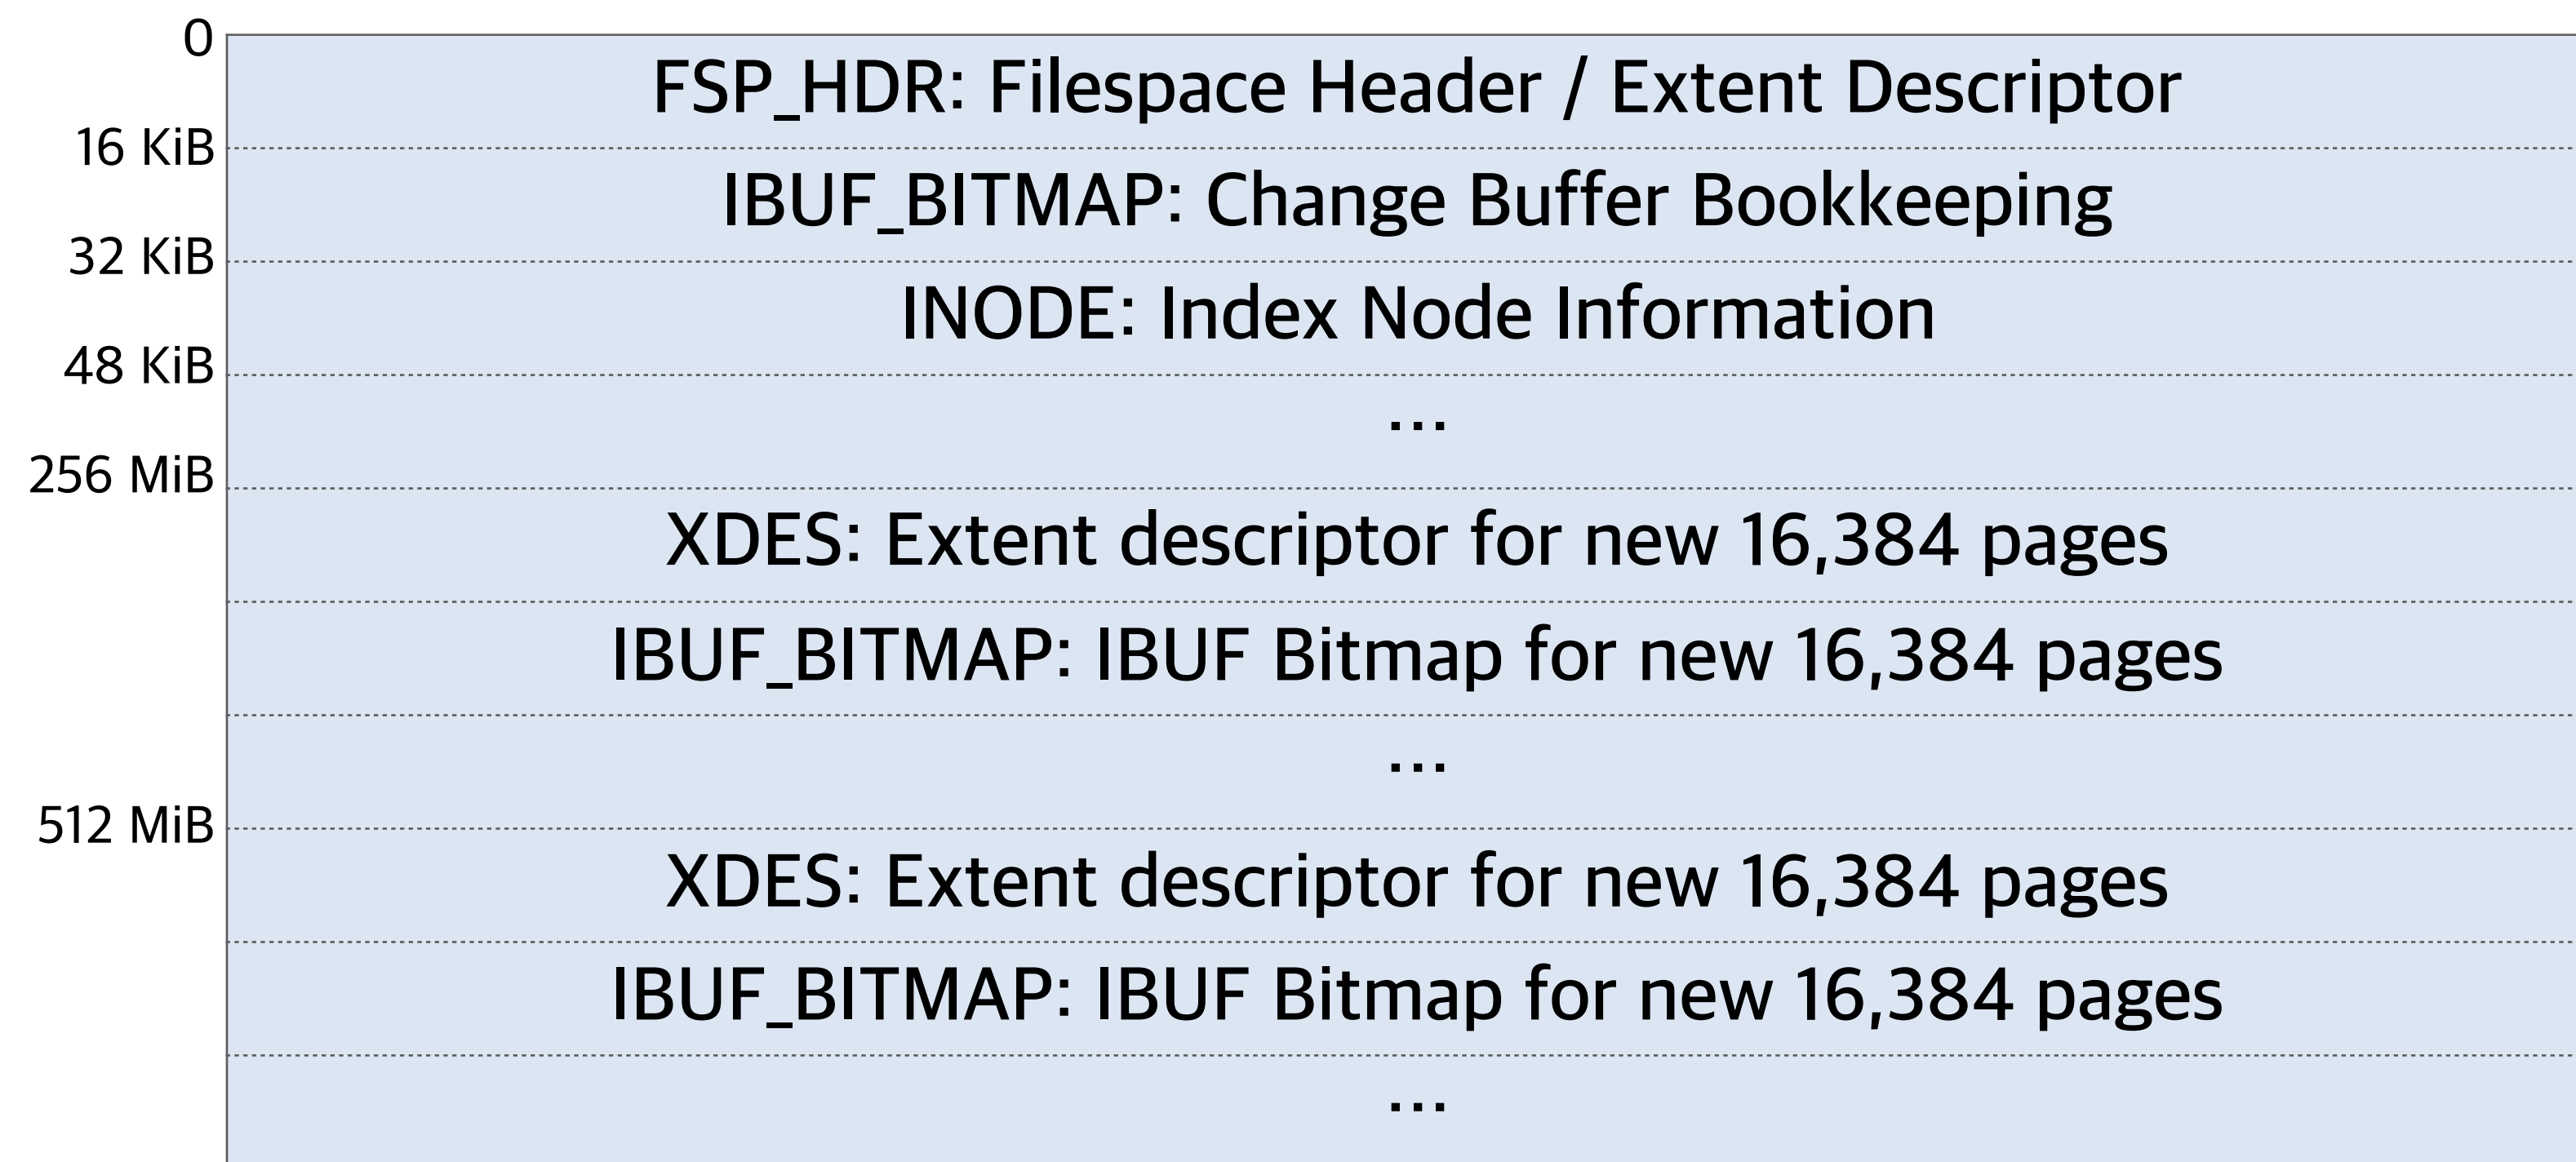 0
FSP_HDR: Filespace Header / Extent Descriptor
16 KiB
IBUF_BITMAP: Change Buffer Bookkeeping
32 KiB
INODE: Index Node Information
48 KiB
...
256 MiB
XDES: Extent descriptor for new 16,384 pages
IBUF_BITMAP: IBUF Bitmap for new 16,384 pages
...
512 MiB
XDES: Extent descriptor for new 16,384 pages
IBUF_BITMAP: IBUF Bitmap for new 16,384 pages
...